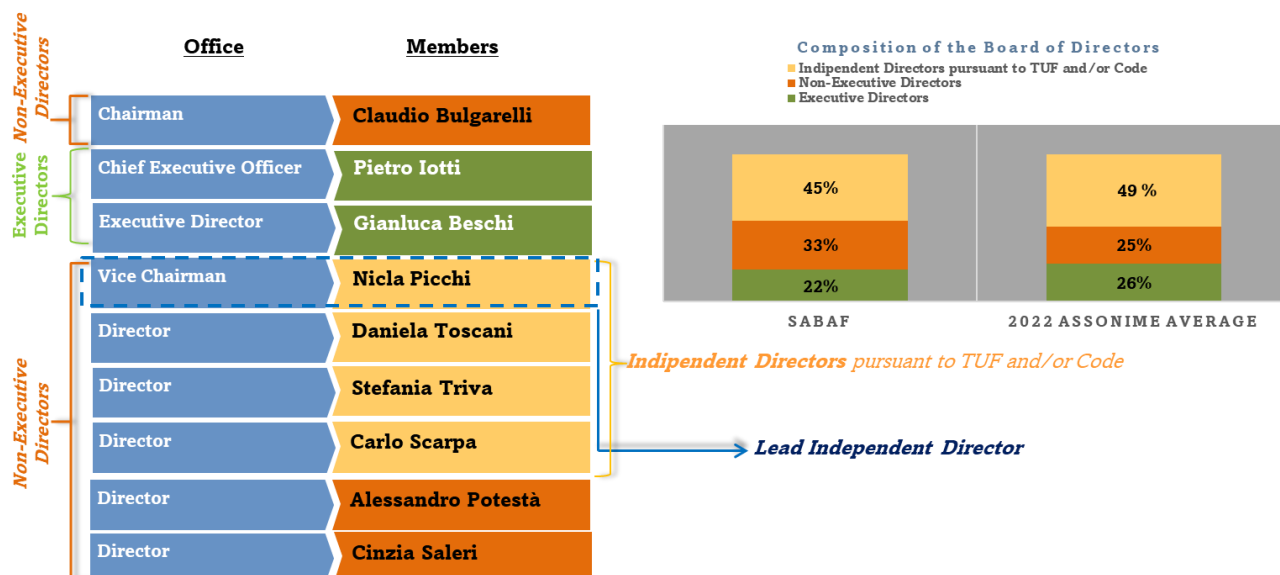 Office
Members
Non-Executive
Directors
Chairman
Claudio Bulgarelli
Executive
Directors
Chief Executive Officer
Pietro Iotti
Executive Director
Gianluca Beschi
Non-Executive
Directors
Vice Chairman
Nicla Picchi
Director
Daniela Toscani
Director
Stefania Triva
Director
Carlo Scarpa
Director
Alessandro Potestà
Director
Cinzia Saleri
Indipendent Directors pursuant to TUF and/or Code
Lead Independent Director
Composition of the Board of Directors
Indipendent Directors pursuant to TUF and/or Code
Non-Executive Directors
Executive Directors
45%
33%
22%
49 %
25%
26%
SABAF
2022 ASSONIME AVERAGE